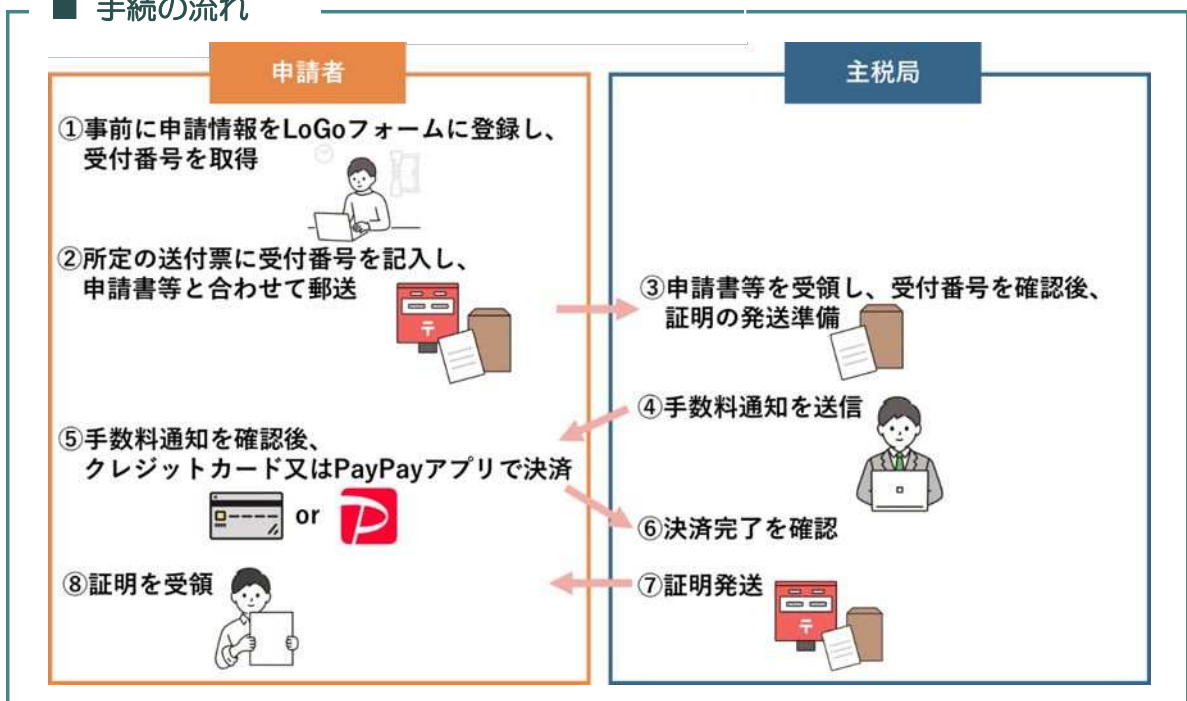 ■ 手続の流れ
申請者
主税局
①事前に申請情報をLoGoフォームに登録し、
受付番号を取得
②所定の送付票に受付番号を記入し、
申請書等と合わせて郵送
③申請書等を受領し、受付番号を確認後、
証明の発送準備
④手数料通知を送信
⑤手数料通知を確認後、
クレジットカード又はPayPayアプリで決済
or
⑥決済完了を確認
⑦証明発送
⑧証明を受領